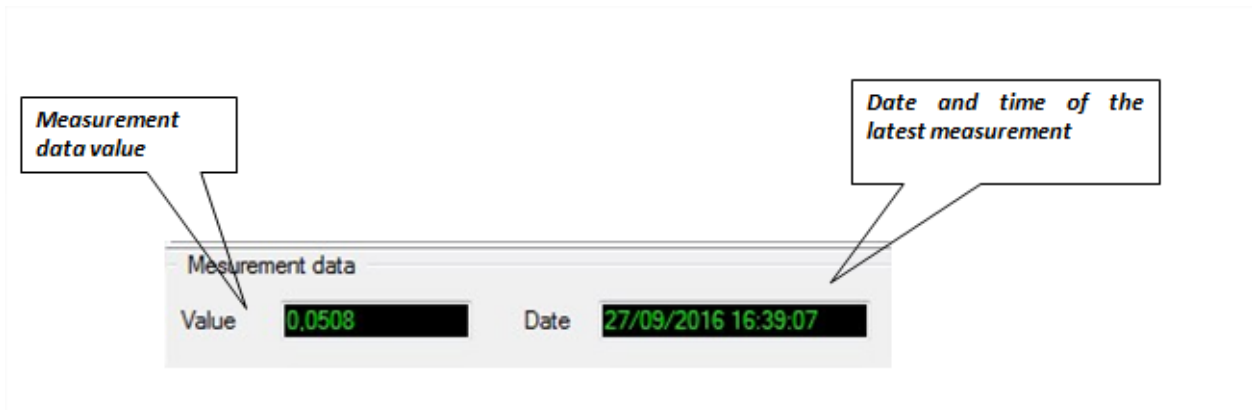 Measurement
data value
Date and time of the
latest measurement
Mesurement data
Value 0,0508 Date 27/09/2016 16:39:07